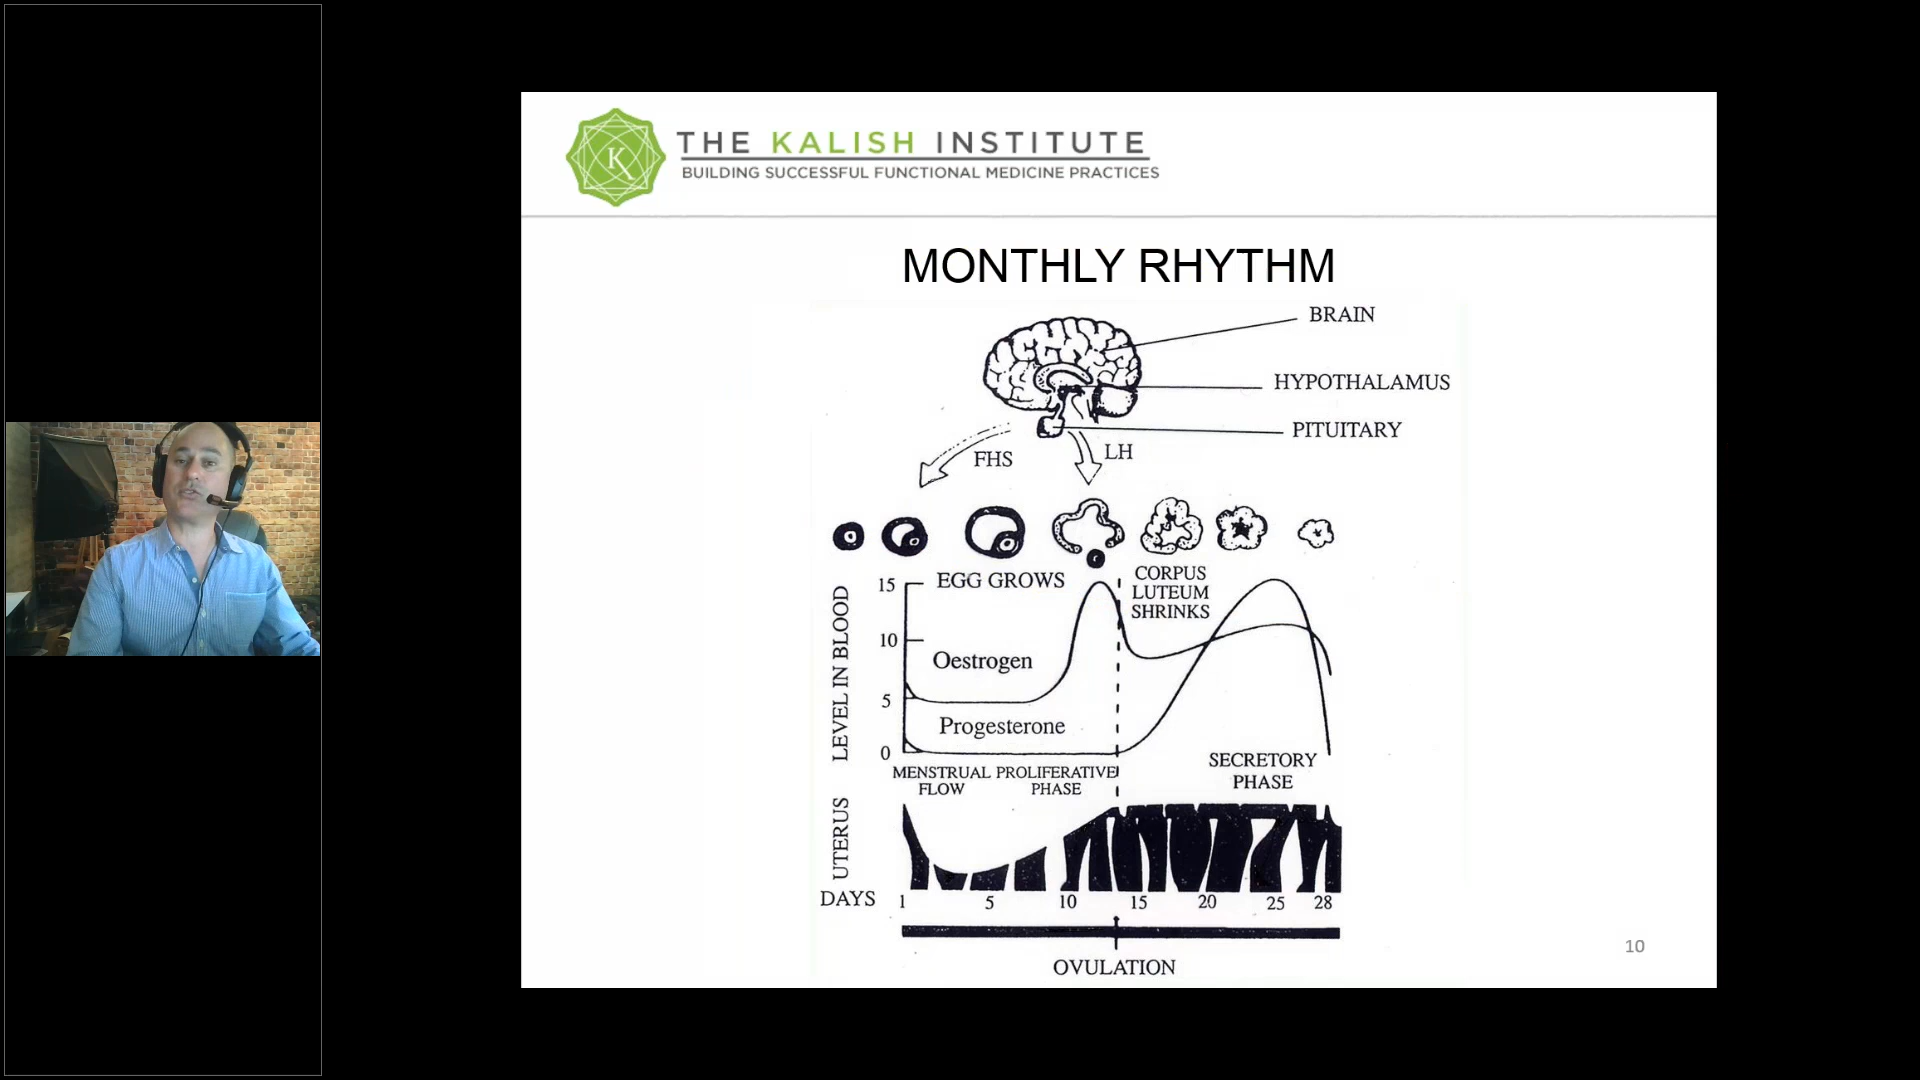 K
THE KALISH INSTITUTE
BUILDING SUCCESSFUL FUNCTIONAL MEDICINE PRACTICES
MONTHLY RHYTHM
BRAIN
HYPOTHALAMUS
PITUITARY
FHS
LH
EGG GROWS
CORPUS
LUTEUM
SHRINKS
LEVEL IN BLOOD
15
10
5
0
Oestrogen
Progesterone
MENSTRUAL
FLOW
PROLIFERATIVE
PHASE
SECRETORY
PHASE
UTERUS
DAYS 1 5 10 15 20 25 28
OVULATION
10